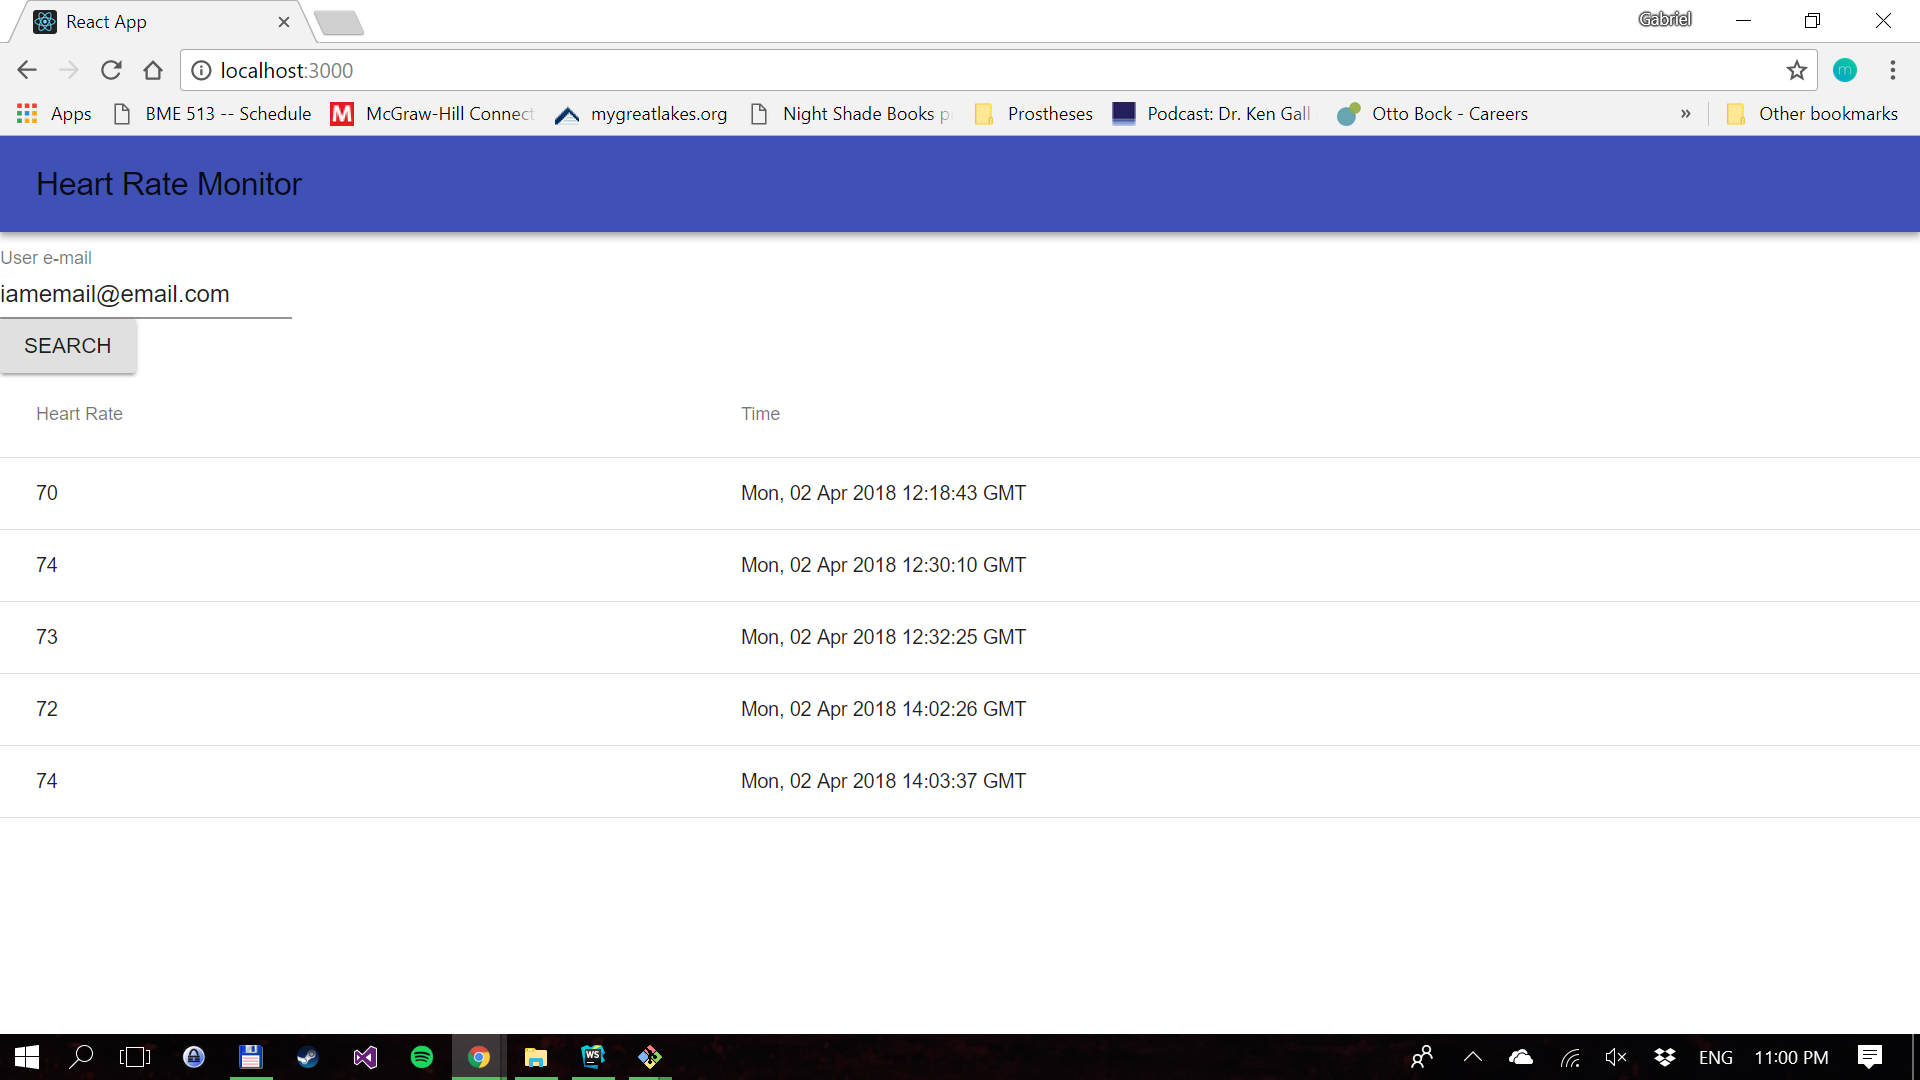 React App
Gabriel
localhost:3000
Apps BME 513 -- Schedule McGraw-Hill Connect mygreatlakes.org Night Shade Books Prostheses Podcast: Dr. Ken Gall Otto Bock - Careers » Other bookmarks
Heart Rate Monitor
User e-mail
iamemail@email.com
SEARCH
Heart Rate Time
70 Mon, 02 Apr 2018 12:18:43 GMT
74 Mon, 02 Apr 2018 12:30:10 GMT
73 Mon, 02 Apr 2018 12:32:25 GMT
72 Mon, 02 Apr 2018 14:02:26 GMT
74 Mon, 02 Apr 2018 14:03:37 GMT
WS ENG 11:00 PM